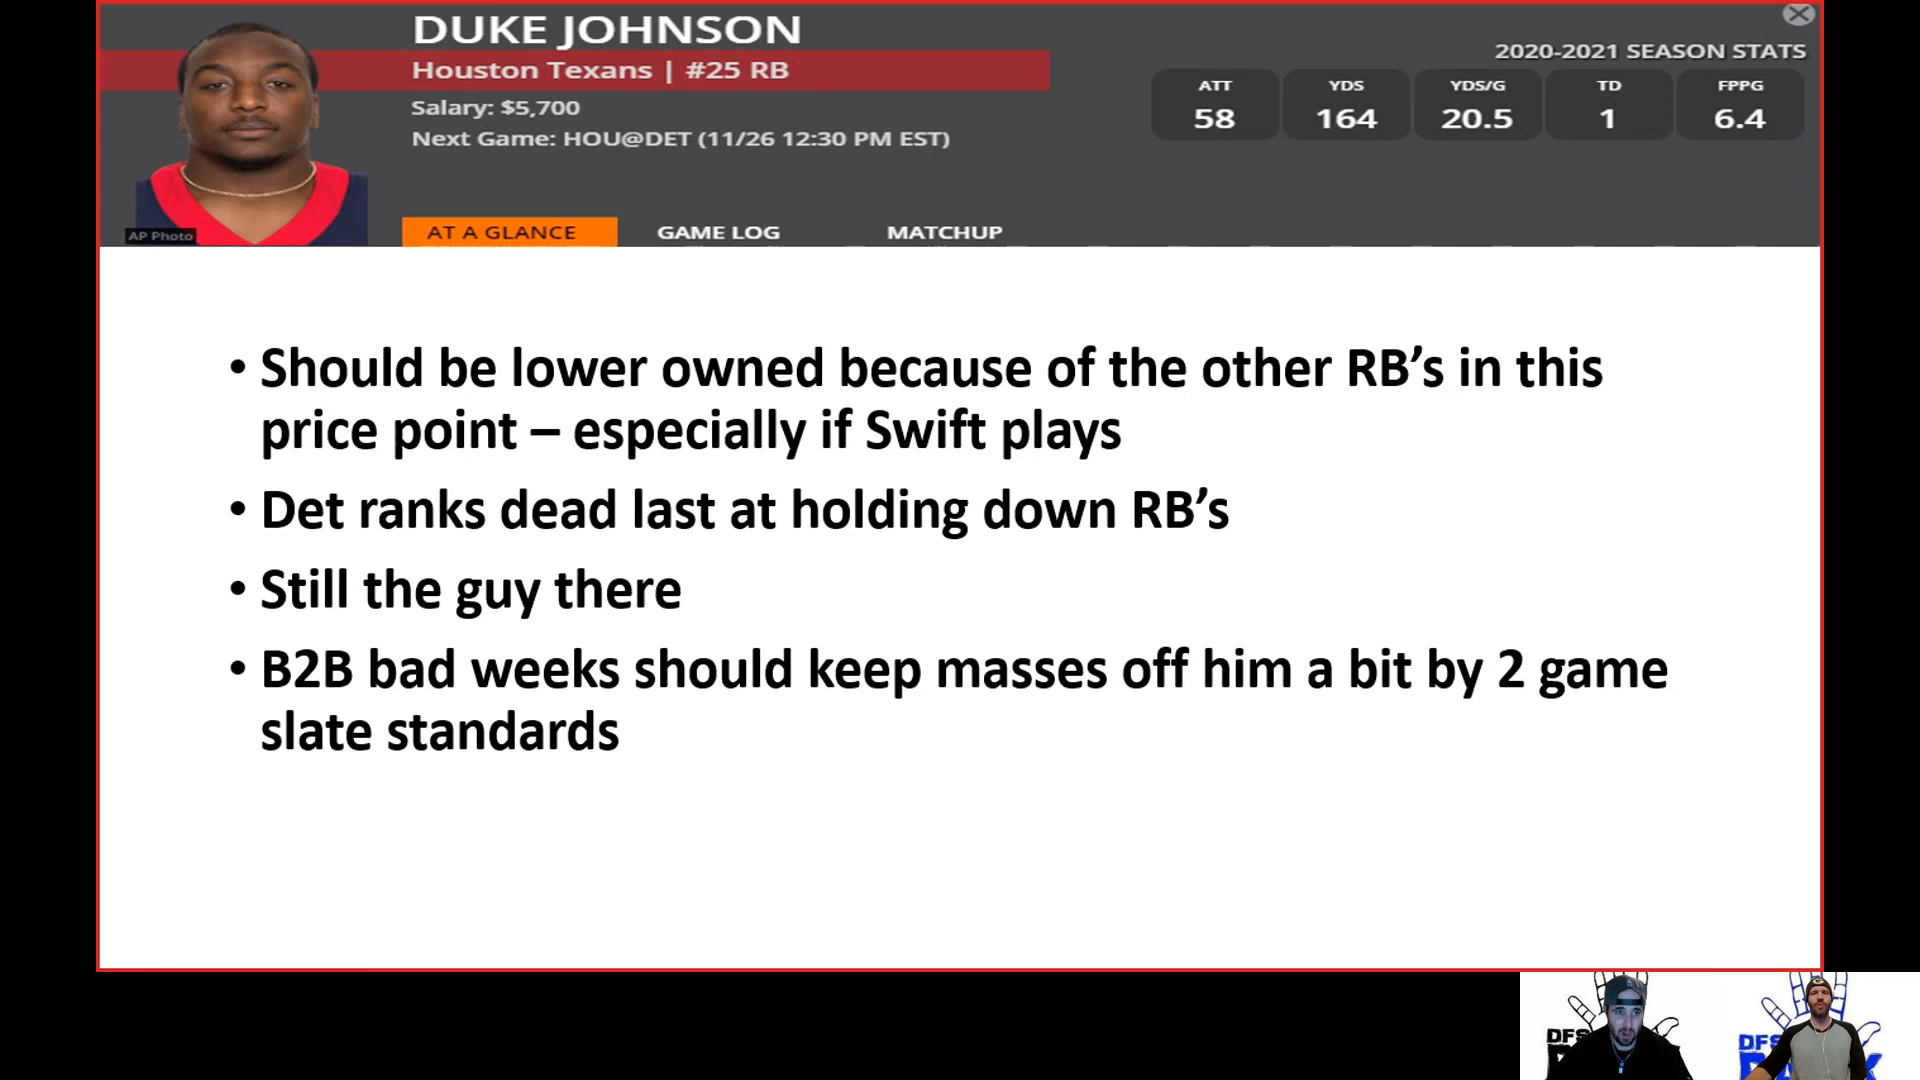 DUKE JOHNSON
Houston Texans | #25 RB
Salary: $5,700
Next Game: HOU@DET (11/26 12:30 PM EST)
2020-2021 SEASON STATS
ATT YDS YDS/G TD FPPG
58 164 20.5 1 6.4
AP Photo
AT A GLANCE GAME LOG MATCHUP
• Should be lower owned because of the other RB’s in this
price point – especially if Swift plays
• Det ranks dead last at holding down RB’s
• Still the guy there
• B2B bad weeks should keep masses off him a bit by 2 game
slate standards
DFS DFS